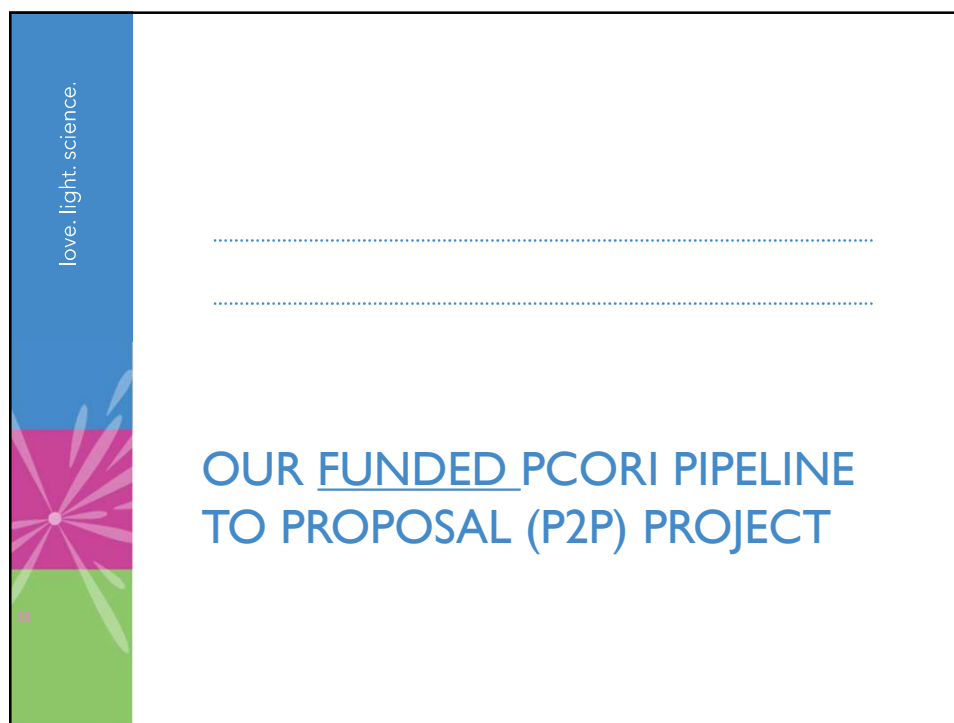 love. light. science.
OUR FUNDED PCORI PIPELINE
TO PROPOSAL (P2P) PROJECT